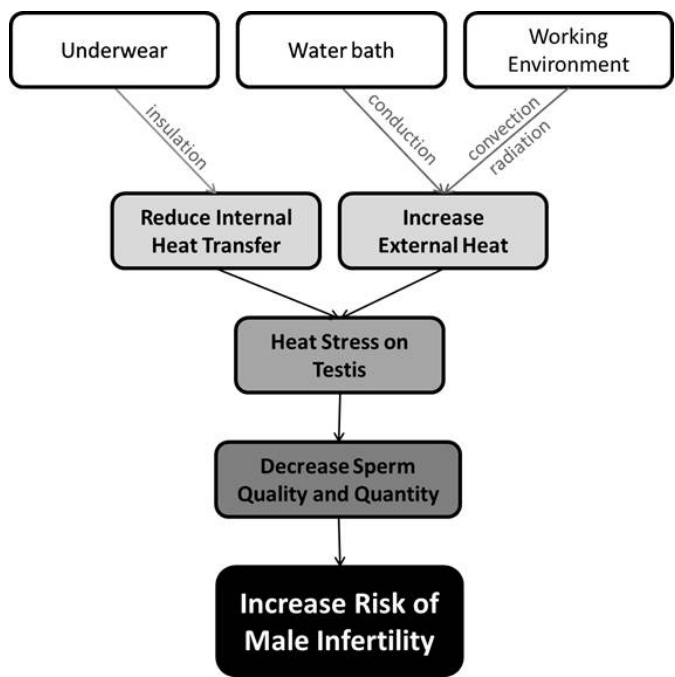 Underwear
Water bath
Working
Environment
insulation
conduction
convection
radiation
Reduce Internal
Heat Transfer
Increase
External Heat
Heat Stress on
Testis
Decrease Sperm
Quality and Quantity
Increase Risk of
Male Infertility